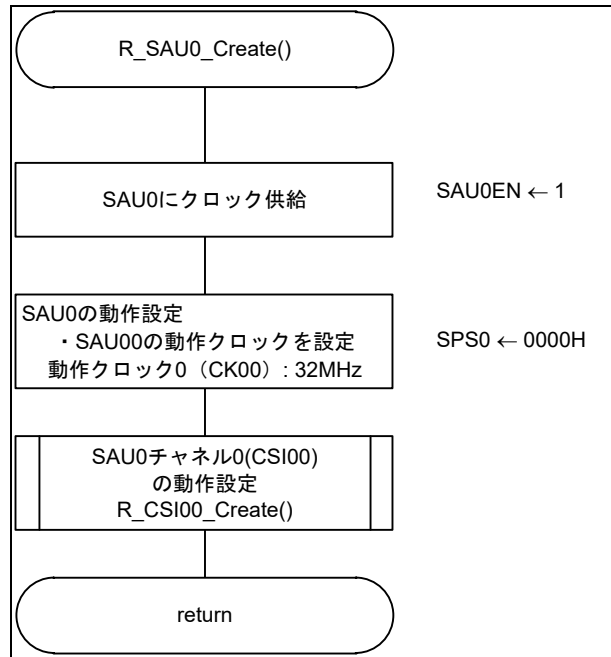 R_SAU0_Create()
SAU0にクロック供給
SAU0EN ← 1
SAU0の動作設定
・SAU00の動作クロックを設定
動作クロック0（CK00）: 32MHz
SPS0 ← 0000H
SAU0チャネル0(CSI00)
の動作設定
R_CSI00_Create()
return